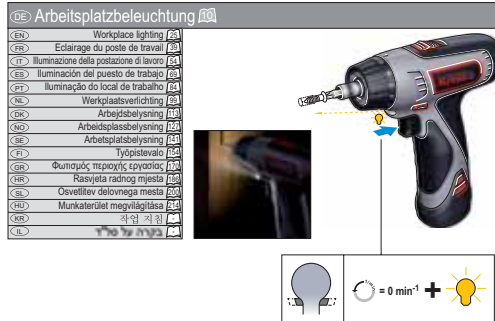 DE Arbeitsplatzbeleuchtung 10
EN Workplace lighting 25
FR Eclairage du poste de travail 39
IT Illuminazione della postazione di lavoro 54
ES Iluminación del puesto de trabajo 69
PT Iluminação do local de trabalho 84
NL Werkplaatsverlichting 99
DK Arbejdsbelysning 113
NO Arbeidsplassbelysning 127
SE Arbetsplatsbelysning 141
FI Työpistevalo 154
GR Φωτισμός περιοχής εργασίας 170
HR Rasvjeta radnog mjesta 186
SL Osvetlitev delovnega mesta 200
HU Munkaterület megvilágítása 214
KR 작업 지침 -
IL בקרה על -
= 0 min⁻¹ +